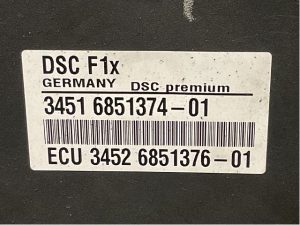 DSC F1x
GERMANY DSC premium
3451 6851374-01
ECU 3452 6851376-01